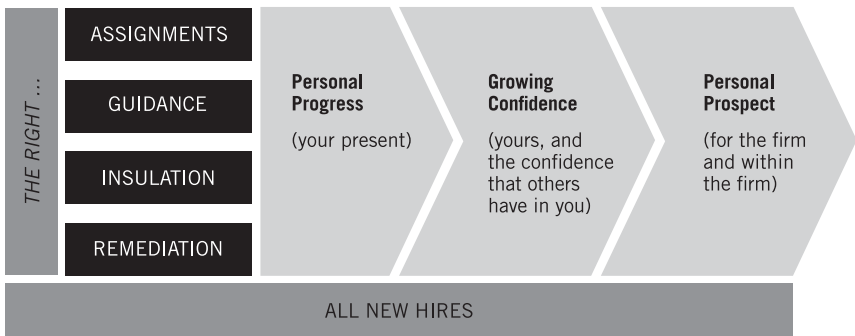 THE RIGHT ...
ASSIGNMENTS
GUIDANCE
INSULATION
REMEDIATION
Personal
Progress
(your present)
Growing
Confidence
(yours, and
the confidence
that others
have in you)
Personal
Prospect
(for the firm
and within
the firm)
ALL NEW HIRES